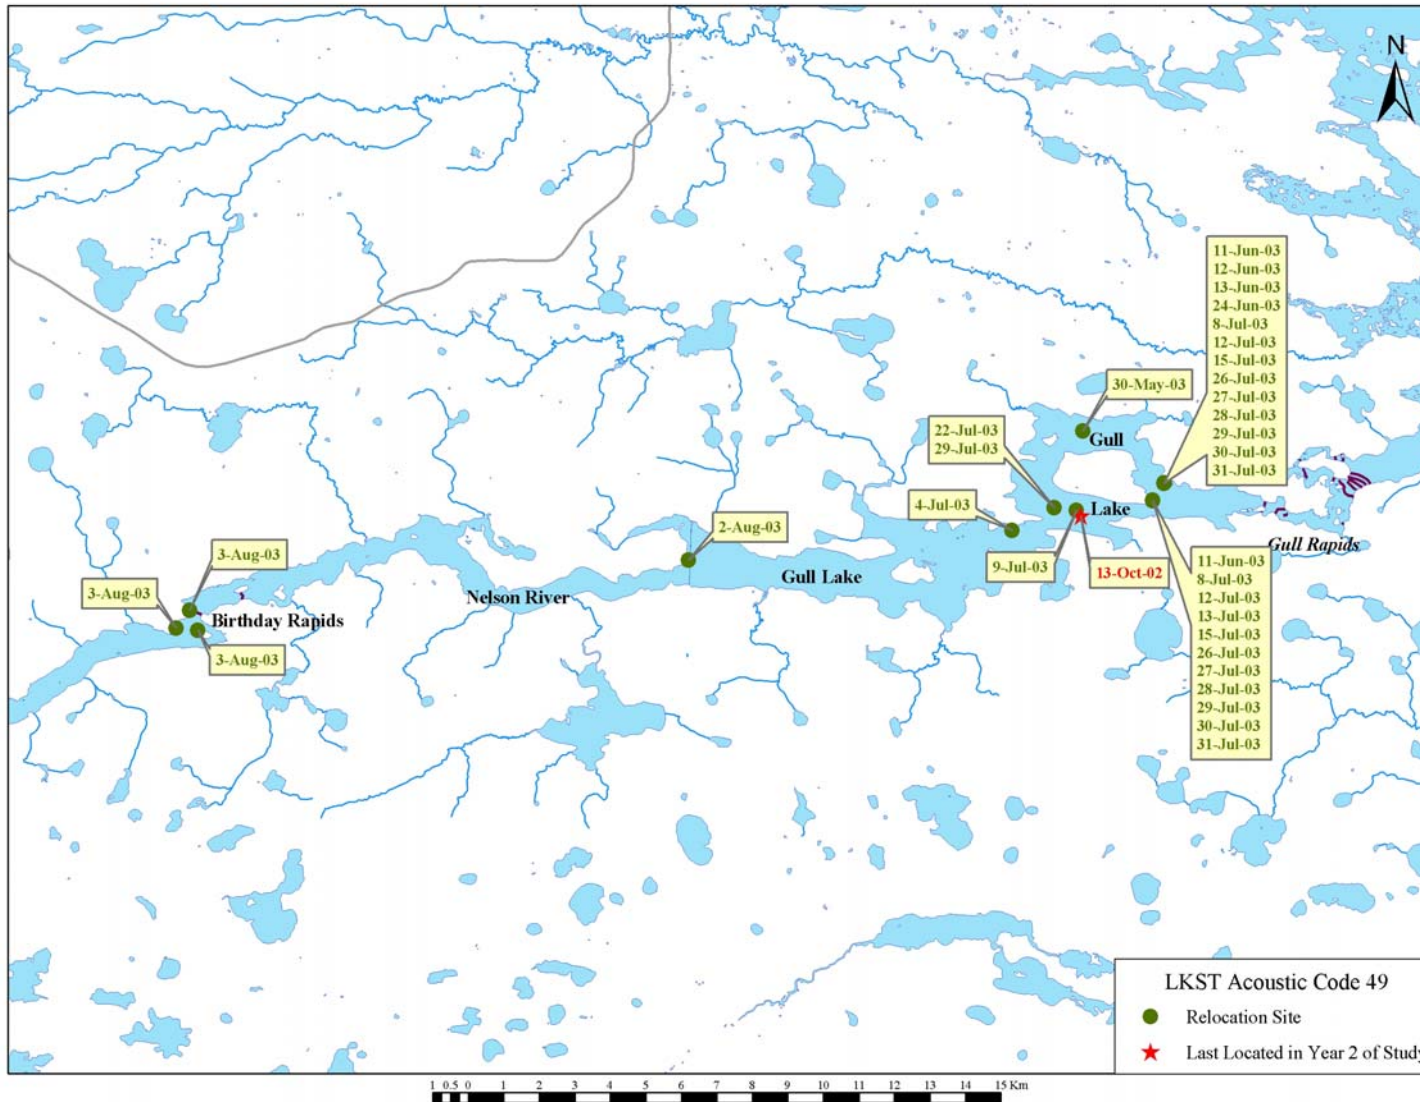 N
11-Jun-03
12-Jun-03
13-Jun-03
24-Jun-03
8-Jul-03
12-Jul-03
15-Jul-03
26-Jul-03
27-Jul-03
28-Jul-03
29-Jul-03
30-Jul-03
31-Jul-03
30-May-03
Gull
22-Jul-03
29-Jul-03
4-Jul-03
Lake
2-Aug-03
Gull Rapids
9-Jul-03
13-Oct-02
11-Jun-03
8-Jul-03
12-Jul-03
13-Jul-03
15-Jul-03
26-Jul-03
27-Jul-03
28-Jul-03
29-Jul-03
30-Jul-03
31-Jul-03
3-Aug-03
Gull Lake
3-Aug-03
Nelson River
Birthday Rapids
3-Aug-03
LKST Acoustic Code 49
Relocation Site
Last Located in Year 2 of Study
1 0.5 0 1 2 3 4 5 6 7 8 9 10 11 12 13 14 15 Km